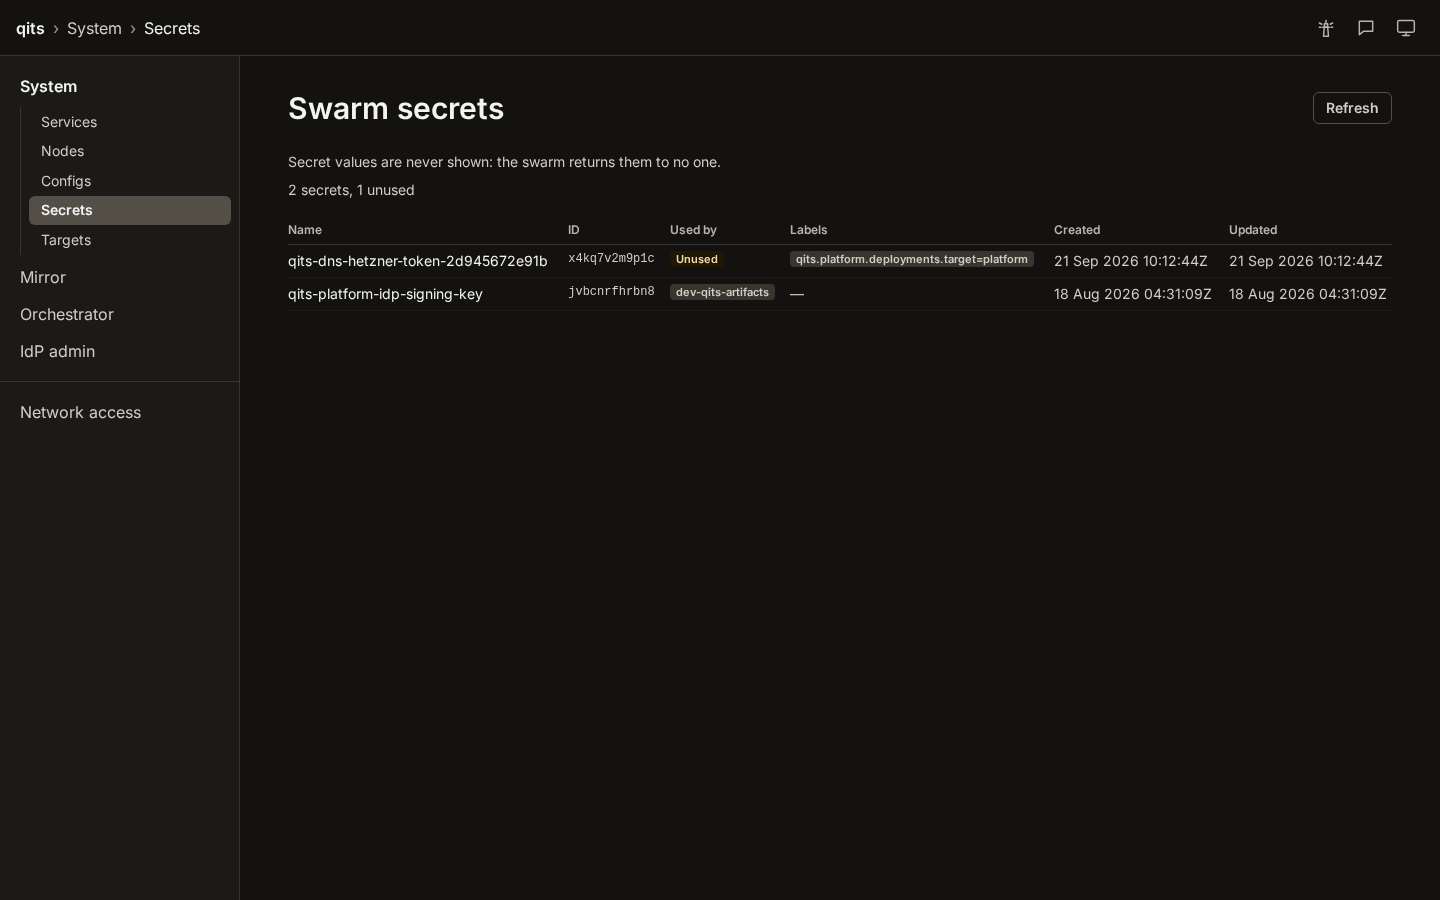 qits › System › Secrets
System
Services
Nodes
Configs
Secrets
Targets
Mirror
Orchestrator
IdP admin
Network access
Swarm secrets
Refresh
Secret values are never shown: the swarm returns them to no one.
2 secrets, 1 unused
Name ID Used by Labels Created Updated
qits-dns-hetzner-token-2d945672e91b x4kq7v2m9p1c Unused qits.platform.deployments.target=platform 21 Sep 2026 10:12:44Z 21 Sep 2026 10:12:44Z
qits-platform-idp-signing-key jvbcnrfhrbn8 dev-qits-artifacts — 18 Aug 2026 04:31:09Z 18 Aug 2026 04:31:09Z